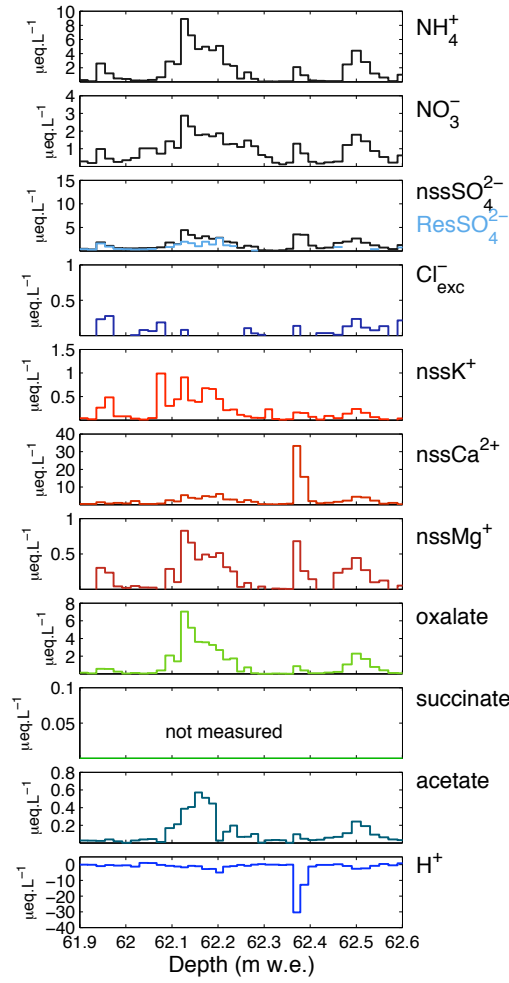 10
8
6
4
2
μeq.L⁻¹
NH₄⁺
4
3
2
1
μeq.L⁻¹
NO₃⁻
15
10
5
μeq.L⁻¹
nssSO₄²⁻
ResSO₄²⁻
1
0.5
μeq.L⁻¹
Cl⁻exc
1.5
1
0.5
μeq.L⁻¹
nssK⁺
40
30
20
10
μeq.L⁻¹
nssCa²⁺
1
0.5
μeq.L⁻¹
nssMg⁺
8
6
4
2
μeq.L⁻¹
oxalate
0.1
0.05
μeq.L⁻¹
succinate
not measured
0.8
0.6
0.4
0.2
μeq.L⁻¹
acetate
0
−10
−20
−30
−40
μeq.L⁻¹
H⁺
61.9 62 62.1 62.2 62.3 62.4 62.5 62.6
Depth (m w.e.)